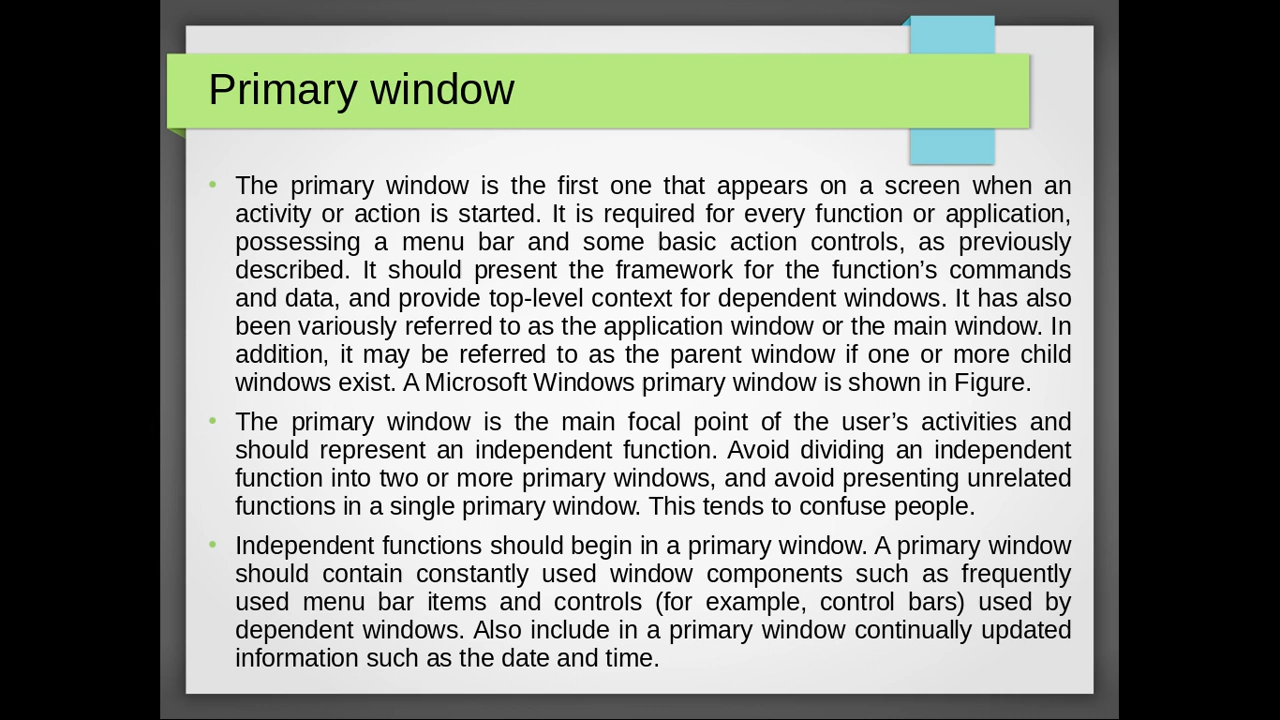 Primary window
• The primary window is the first one that appears on a screen when an
activity or action is started. It is required for every function or application,
possessing a menu bar and some basic action controls, as previously
described. It should present the framework for the function’s commands
and data, and provide top-level context for dependent windows. It has also
been variously referred to as the application window or the main window. In
addition, it may be referred to as the parent window if one or more child
windows exist. A Microsoft Windows primary window is shown in Figure.
• The primary window is the main focal point of the user’s activities and
should represent an independent function. Avoid dividing an independent
function into two or more primary windows, and avoid presenting unrelated
functions in a single primary window. This tends to confuse people.
• Independent functions should begin in a primary window. A primary window
should contain constantly used window components such as frequently
used menu bar items and controls (for example, control bars) used by
dependent windows. Also include in a primary window continually updated
information such as the date and time.